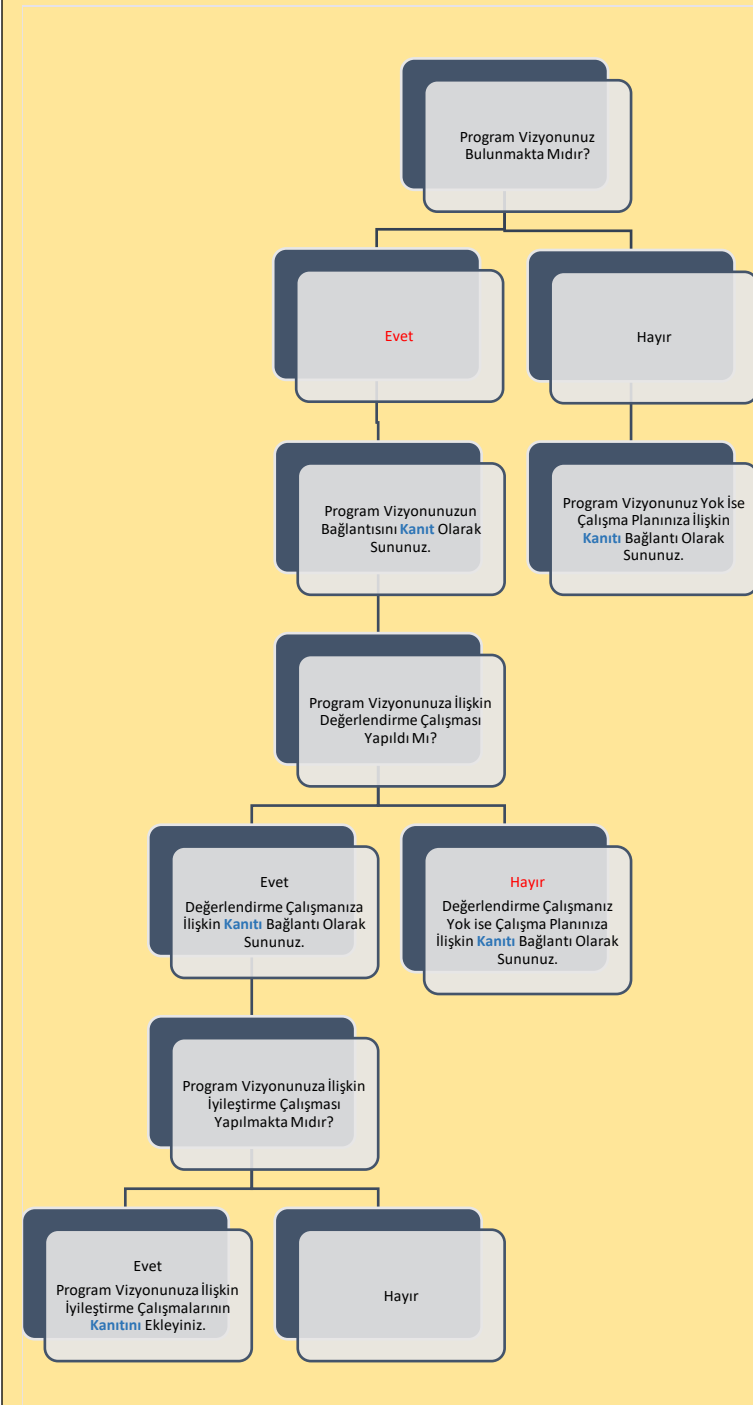 Program Vizyonunuz
Bulunmakta Mıdır?
Evet
Hayır
Program Vizyonunuzun
Bağlantısını Kanıt Olarak
Sununuz.
Program Vizyonunuz Yok İse
Çalışma Planınıza İlişkin
Kanıtı Bağlantı Olarak
Sununuz.
Program Vizyonunuza İlişkin
Değerlendirme Çalışması
Yapıldı Mı?
Evet
Değerlendirme Çalışmanıza
İlişkin Kanıtı Bağlantı Olarak
Sununuz.
Hayır
Değerlendirme Çalışmanız
Yok ise Çalışma Planınıza
İlişkin Kanıtı Bağlantı Olarak
Sununuz.
Program Vizyonunuza İlişkin
İyileştirme Çalışması
Yapılmakta Mıdır?
Evet
Program Vizyonunuza İlişkin
İyileştirme Çalışmalarının
Kanıtını Ekleyiniz.
Hayır